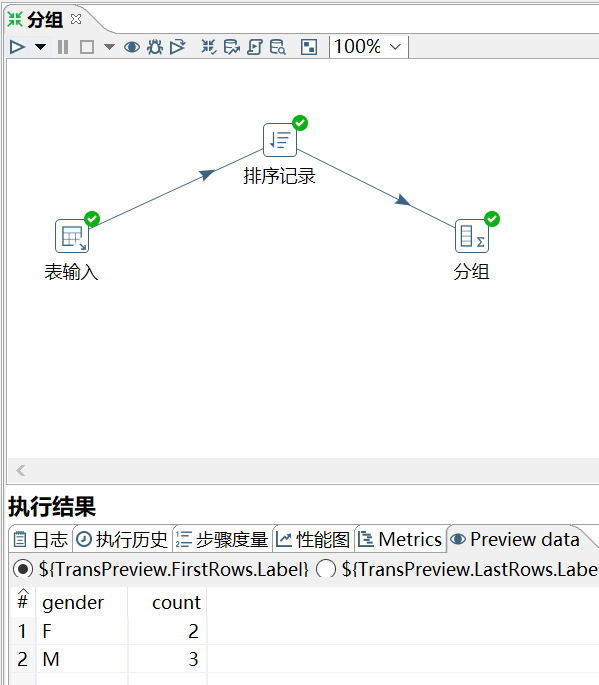 分组
100%
排序记录
表输入
分组
执行结果
日志 执行历史 步骤度量 性能图 Metrics Preview data
${TransPreview.FirstRows.Label} ${TransPreview.LastRows.Labe
# gender count
1 F 2
2 M 3